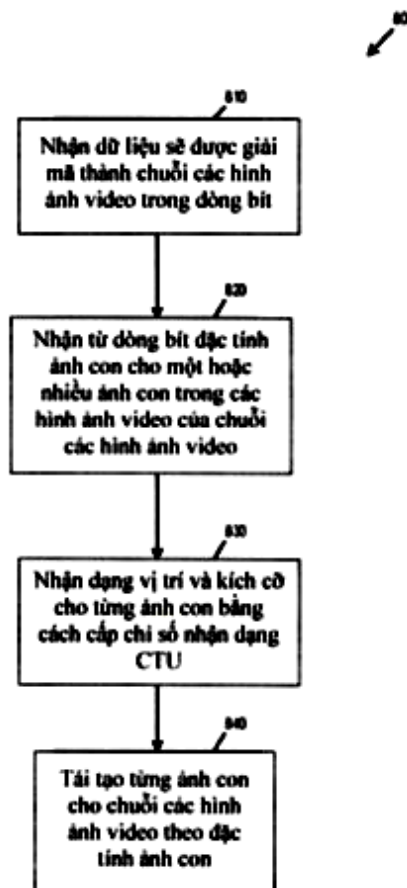 610
Nhận dữ liệu sẽ được giải
mã thành chuỗi các hình
ảnh video trong dòng bít
620
Nhận từ dòng bít đặc tính
ảnh con cho một hoặc
nhiều ảnh con trong các
hình ảnh video của chuỗi
các hình ảnh video
630
Nhận dạng vị trí và kích cỡ
cho từng ảnh con bằng
cách cấp chỉ số nhận dạng
CTU
640
Tái tạo từng ảnh con
cho chuỗi các hình
ảnh video theo đặc
tính ảnh con